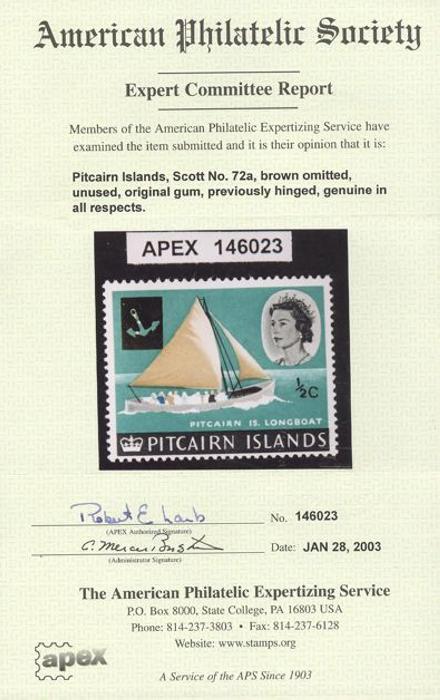 American Philatelic Society
Expert Committee Report
Members of the American Philatelic Expertizing Service have
examined the item submitted and it is their opinion that it is:
Pitcairn Islands, Scott No. 72a, brown omitted,
unused, original gum, previously hinged, genuine in
all respects.
APEX 146023
½C
PITCAIRN IS. LONGBOAT
PITCAIRN ISLANDS
Robert E. Lamb
No. 146023
(APEX Authorized Signature)
Date: JAN 28, 2003
(Administrator Signature)
The American Philatelic Expertizing Service
P.O. Box 8000, State College, PA 16803 USA
Phone: 814-237-3803 • Fax: 814-237-6128
Website: www.stamps.org
apex
A Service of the APS Since 1903